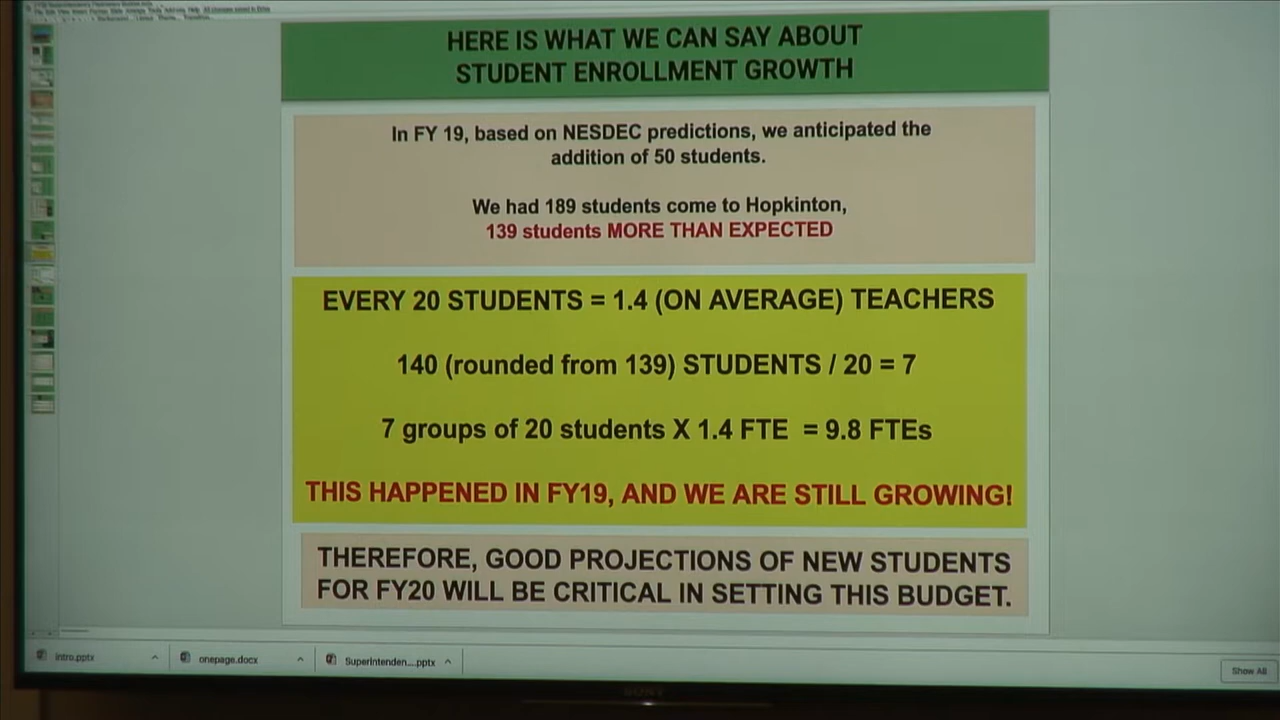 HERE IS WHAT WE CAN SAY ABOUT
STUDENT ENROLLMENT GROWTH
In FY 19, based on NESDEC predictions, we anticipated the
addition of 50 students.
We had 189 students come to Hopkinton,
139 students MORE THAN EXPECTED
EVERY 20 STUDENTS = 1.4 (ON AVERAGE) TEACHERS
140 (rounded from 139) STUDENTS / 20 = 7
7 groups of 20 students X 1.4 FTE = 9.8 FTEs
THIS HAPPENED IN FY19, AND WE ARE STILL GROWING!
THEREFORE, GOOD PROJECTIONS OF NEW STUDENTS
FOR FY20 WILL BE CRITICAL IN SETTING THIS BUDGET.
intro.pptx
onepage.docx
Superintenden....pptx
Show All
SONY